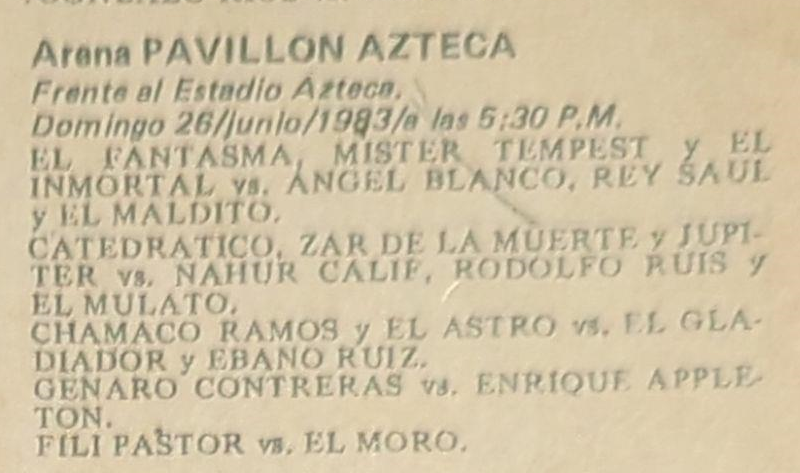 Arena PAVILLON AZTECA
Frente al Estadio Azteca.
Domingo 26/junio/1983/a las 5:30 P.M.
EL FANTASMA, MISTER TEMPEST y EL
INMORTAL vs. ANGEL BLANCO, REY SAUL
y EL MALDITO.
CATEDRATICO, ZAR DE LA MUERTE y JUPI-
TER vs. NAHUR CALIF, RODOLFO RUIS y
EL MULATO.
CHAMACO RAMOS y EL ASTRO vs. EL GLA-
DIADOR y EBANO RUIZ.
GENARO CONTRERAS vs. ENRIQUE APPLE-
TON.
FILI PASTOR vs. EL MORO.